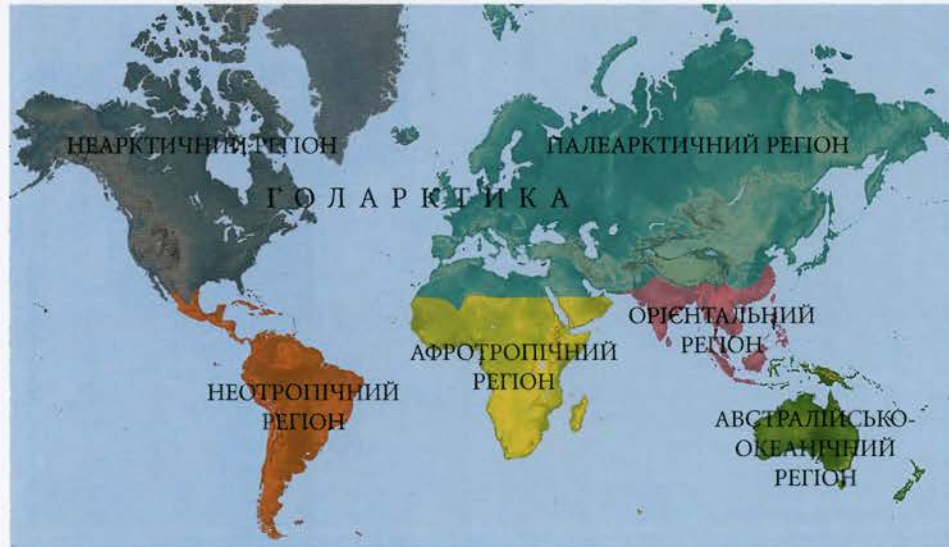 НЕАРКТИЧНИЙ РЕГІОН
ПАЛЕАРКТИЧНИЙ РЕГІОН
ГОЛАРКТИКА
ОРІЄНТАЛЬНИЙ
РЕГІОН
АФРОТРОПІЧНИЙ
РЕГІОН
НЕОТРОПІЧНИЙ
РЕГІОН
АВСТРАЛІЙСЬКО-
ОКЕАНІЧНИЙ
РЕГІОН